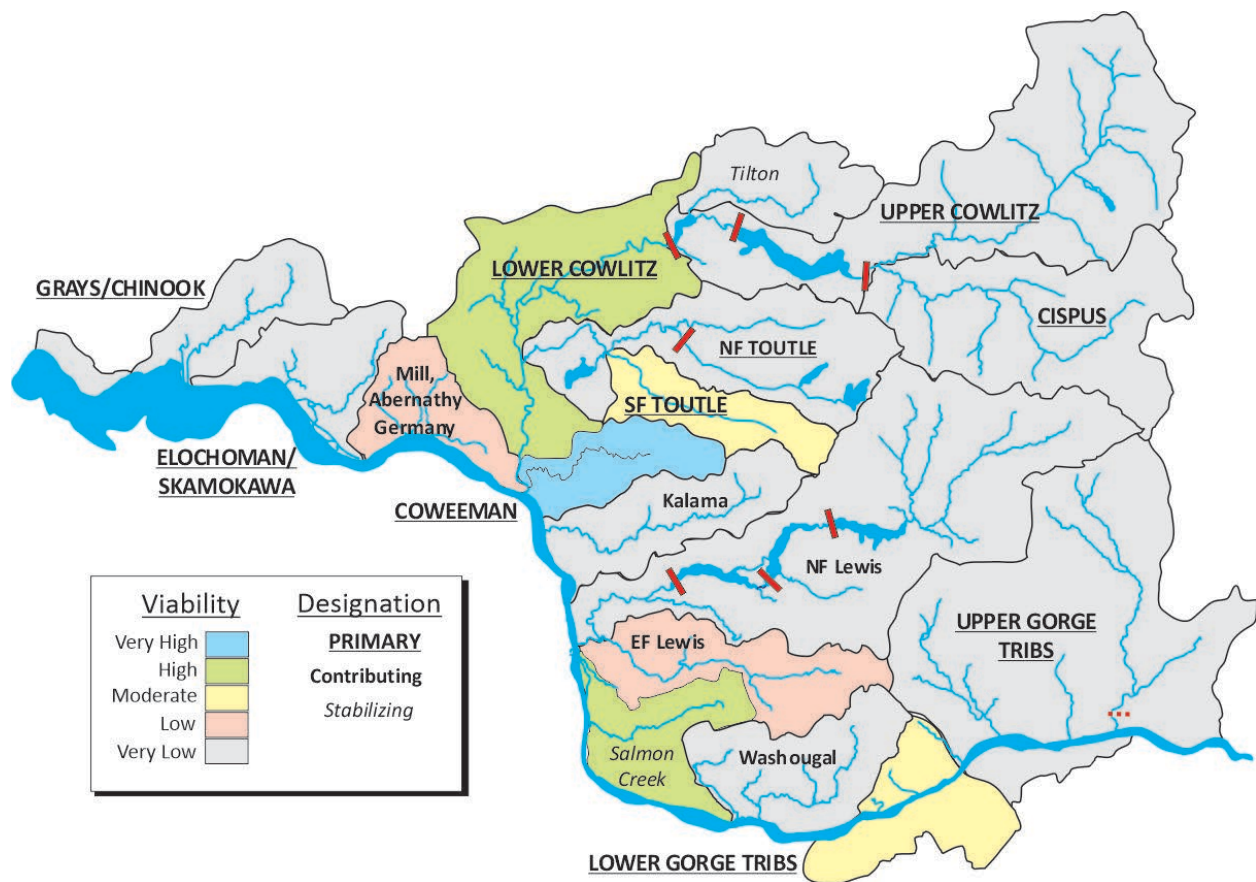 Tilton
UPPER COWLITZ
LOWER COWLITZ
GRAYS/CHINOOK
CISPUS
NF TOUTLE
Mill,
Abernathy
Germany
SF TOUTLE
ELOCHOMAN/
SKAMOKAWA
COWEEMAN
Kalama
NF Lewis
EF Lewis
UPPER GORGE
TRIBS
Salmon
Creek
Washougal
LOWER GORGE TRIBS
Viability
Very High
High
Moderate
Low
Very Low
Designation
PRIMARY
Contributing
Stabilizing